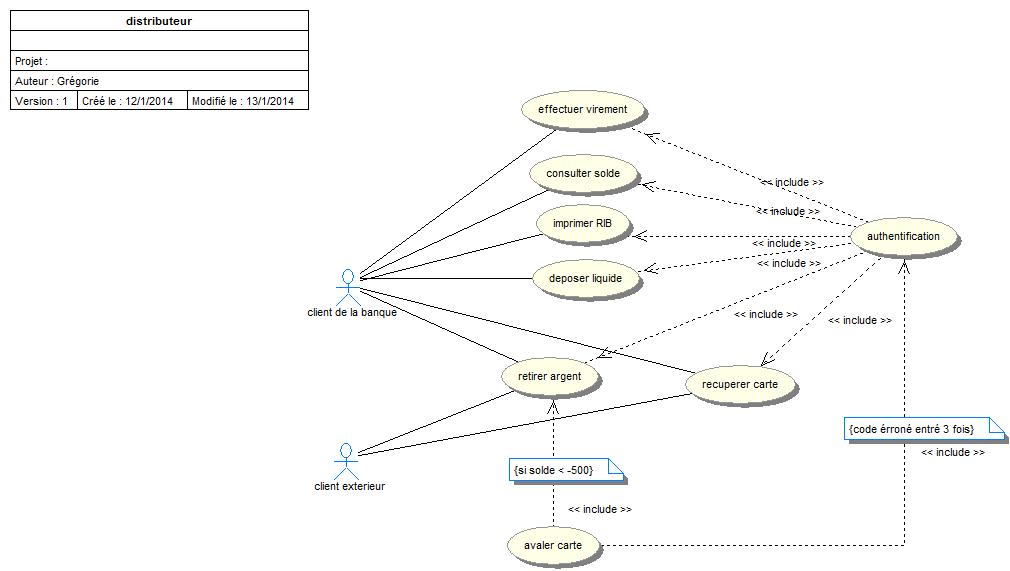 distributeur
Projet :
Auteur : Grégorie
Version : 1 Créé le : 12/1/2014 Modifié le : 13/1/2014
effectuer virement
consulter solde
<< include >>
<< include >>
imprimer RIB
authentification
<< include >>
<< include >>
deposer liquide
client de la banque
<< include >>
<< include >>
retirer argent
recuperer carte
{code érroné entré 3 fois}
<< include >>
{si solde < -500}
client exterieur
<< include >>
avaler carte